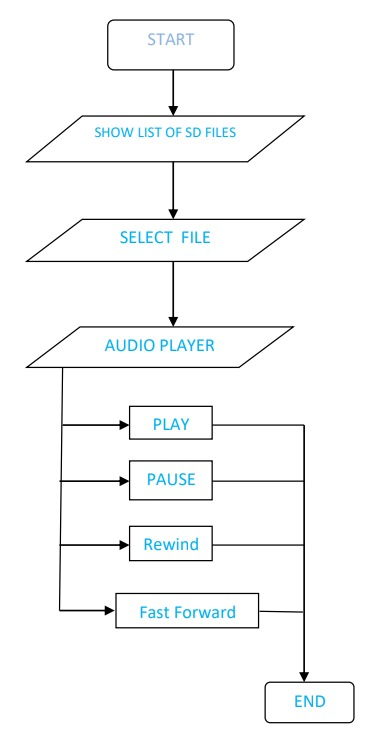 START
SHOW LIST OF SD FILES
SELECT FILE
AUDIO PLAYER
PLAY
PAUSE
Rewind
Fast Forward
END